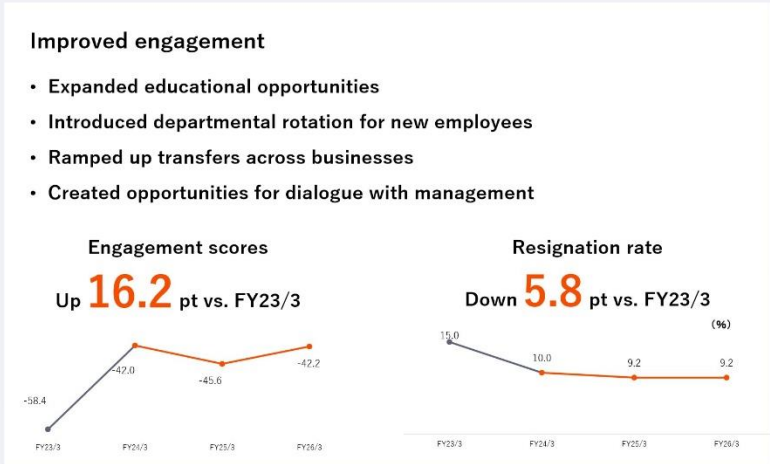 Improved engagement
• Expanded educational opportunities
• Introduced departmental rotation for new employees
• Ramped up transfers across businesses
• Created opportunities for dialogue with management
Engagement scores
Up 16.2 pt vs. FY23/3
-58.4
-42.0
-45.6
-42.2
FY23/3 FY24/3 FY25/3 FY26/3
Resignation rate
Down 5.8 pt vs. FY23/3
(%)
15.0
10.0
9.2
9.2
FY23/3 FY24/3 FY25/3 FY26/3